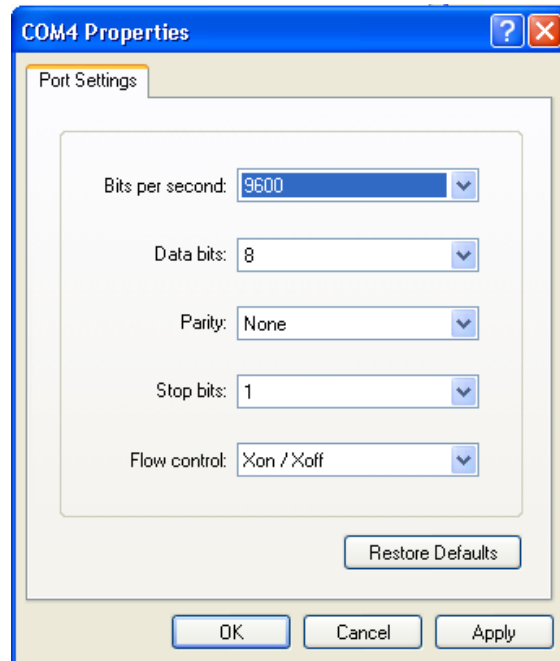 COM4 Properties
Port Settings
Bits per second: 9600
Data bits: 8
Parity: None
Stop bits: 1
Flow control: Xon / Xoff
Restore Defaults
OK Cancel Apply